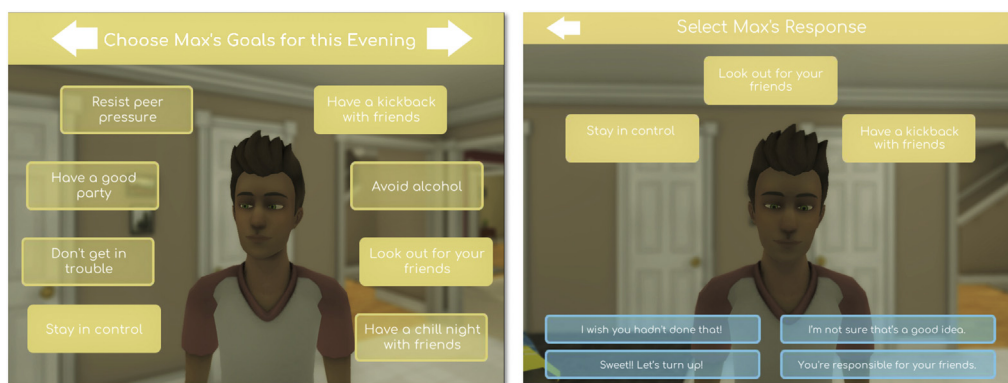 Choose Max's Goals for this Evening
Resist peer
pressure
Have a kickback
with friends
Have a good
party
Avoid alcohol
Don't get in
trouble
Look out for your
friends
Stay in control
Have a chill night
with friends
Select Max's Response
Look out for your
friends
Stay in control
Have a kickback
with friends
I wish you hadn't done that!
I'm not sure that's a good idea.
Sweet!! Let's turn up!
You're responsible for your friends.